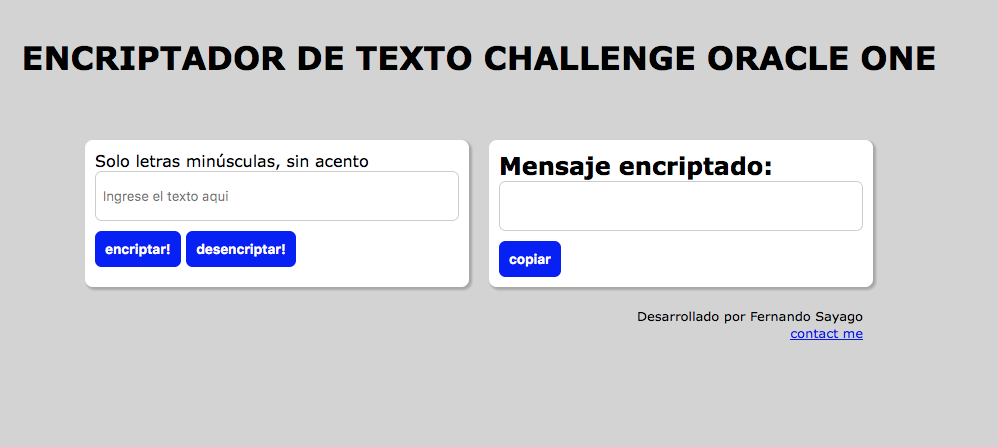 ENCRIPTADOR DE TEXTO CHALLENGE ORACLE ONE
Solo letras minúsculas, sin acento
Ingrese el texto aqui
encriptar! desencriptar!
Mensaje encriptado:
copiar
Desarrollado por Fernando Sayago
contact me